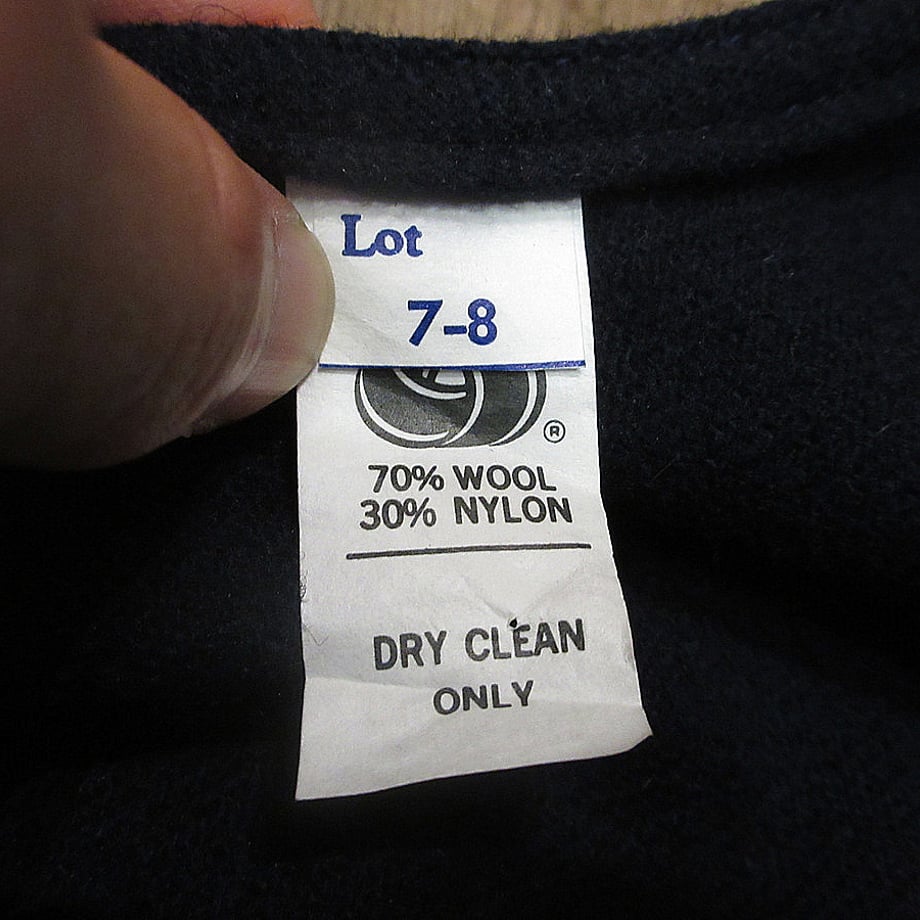 Lot
7-8
®
70% WOOL
30% NYLON
DRY CLEAN
ONLY